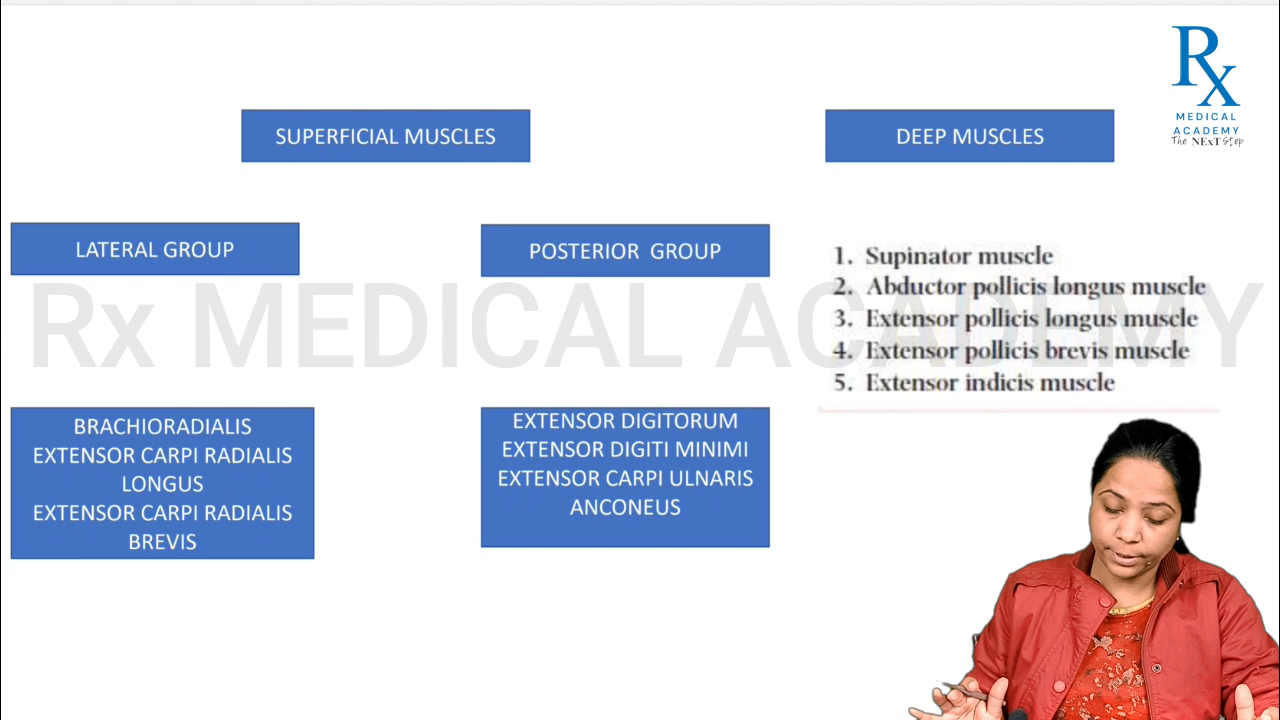 Rx
MEDICAL
ACADEMY
The NExT Step
SUPERFICIAL MUSCLES
DEEP MUSCLES
LATERAL GROUP
POSTERIOR GROUP
1. Supinator muscle
2. Abductor pollicis longus muscle
3. Extensor pollicis longus muscle
4. Extensor pollicis brevis muscle
5. Extensor indicis muscle
Rx MEDICAL ACADEMY
BRACHIORADIALIS
EXTENSOR CARPI RADIALIS
LONGUS
EXTENSOR CARPI RADIALIS
BREVIS
EXTENSOR DIGITORUM
EXTENSOR DIGITI MINIMI
EXTENSOR CARPI ULNARIS
ANCONEUS